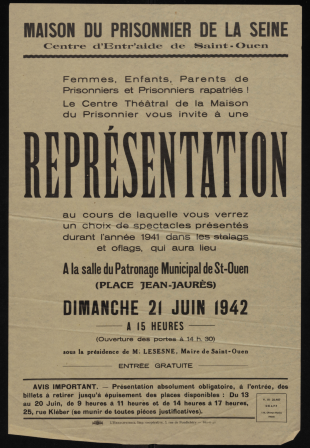 MAISON DU PRISONNIER DE LA SEINE
Centre d'Entr'aide de Saint-Ouen
Femmes, Enfants, Parents de
Prisonniers et Prisonniers rapatriés !
Le Centre Théâtral de la Maison
du Prisonnier vous invite à une
REPRÉSENTATION
au cours de laquelle vous verrez
un choix de spectacles présentés
durant l'année 1941 dans les stalags
et oflags, qui aura lieu
A la salle du Patronage Municipal de St-Ouen
(PLACE JEAN-JAURÈS)
DIMANCHE 21 JUIN 1942
A 15 HEURES
(Ouverture des portes à 14 h. 30)
sous la présidence de M. LESESNE, Maire de Saint-Ouen
ENTRÉE GRATUITE
AVIS IMPORTANT. — Présentation absolument obligatoire, à l'entrée, des
billets à retirer jusqu'à épuisement des places disponibles : Du 13
au 20 Juin, de 9 heures à 11 heures et de 14 heures à 17 heures,
25, rue Kléber (se munir de toutes pièces justificatives).